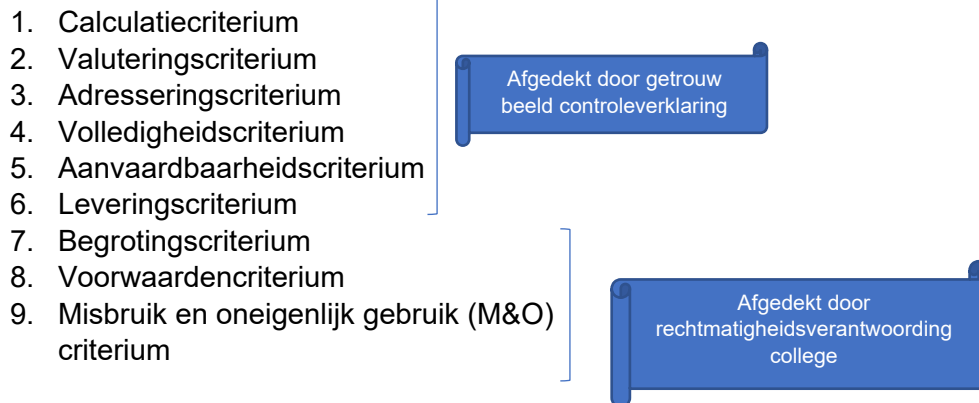 1. Calculatiecriterium
2. Valuteringscriterium
3. Adresseringscriterium
4. Volledigheidscriterium
5. Aanvaardbaarheidscriterium
6. Leveringscriterium
7. Begrotingscriterium
8. Voorwaardencriterium
9. Misbruik en oneigenlijk gebruik (M&O)
criterium
Afgedekt door getrouw
beeld controleverklaring
Afgedekt door
rechtmatigheidsverantwoording
college